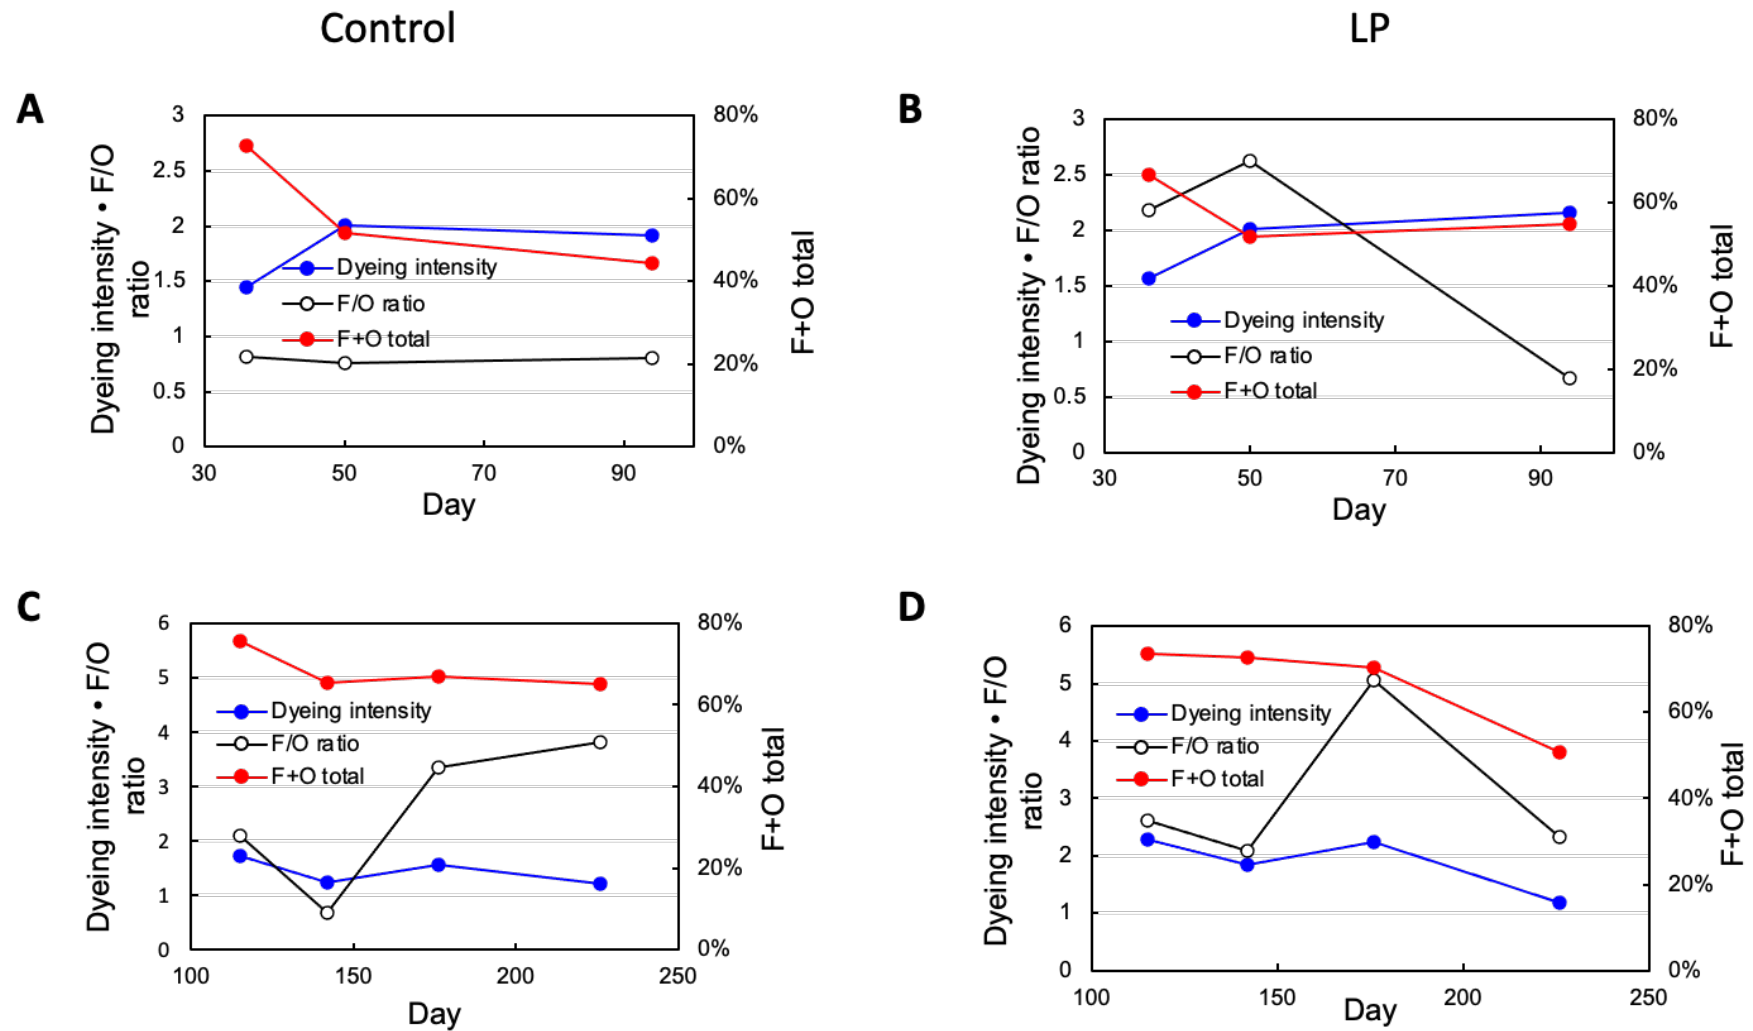 Control
LP
A
3
2.5
2
1.5
1
0.5
0
80%
60%
40%
20%
0%
30
50
70
90
Dyeing intensity • F/O
ratio
F+O total
Day
Dyeing intensity
F/O ratio
F+O total
B
3
2.5
2
1.5
1
0.5
0
80%
60%
40%
20%
0%
30
50
70
90
Dyeing intensity • F/O ratio
F+O total
Day
Dyeing intensity
F/O ratio
F+O total
C
6
5
4
3
2
1
0
80%
60%
40%
20%
0%
100
150
200
250
Dyeing intensity • F/O
ratio
F+O total
Day
Dyeing intensity
F/O ratio
F+O total
D
6
5
4
3
2
1
0
80%
60%
40%
20%
0%
100
150
200
250
Dyeing intensity • F/O
ratio
F+O total
Day
Dyeing intensity
F/O ratio
F+O total